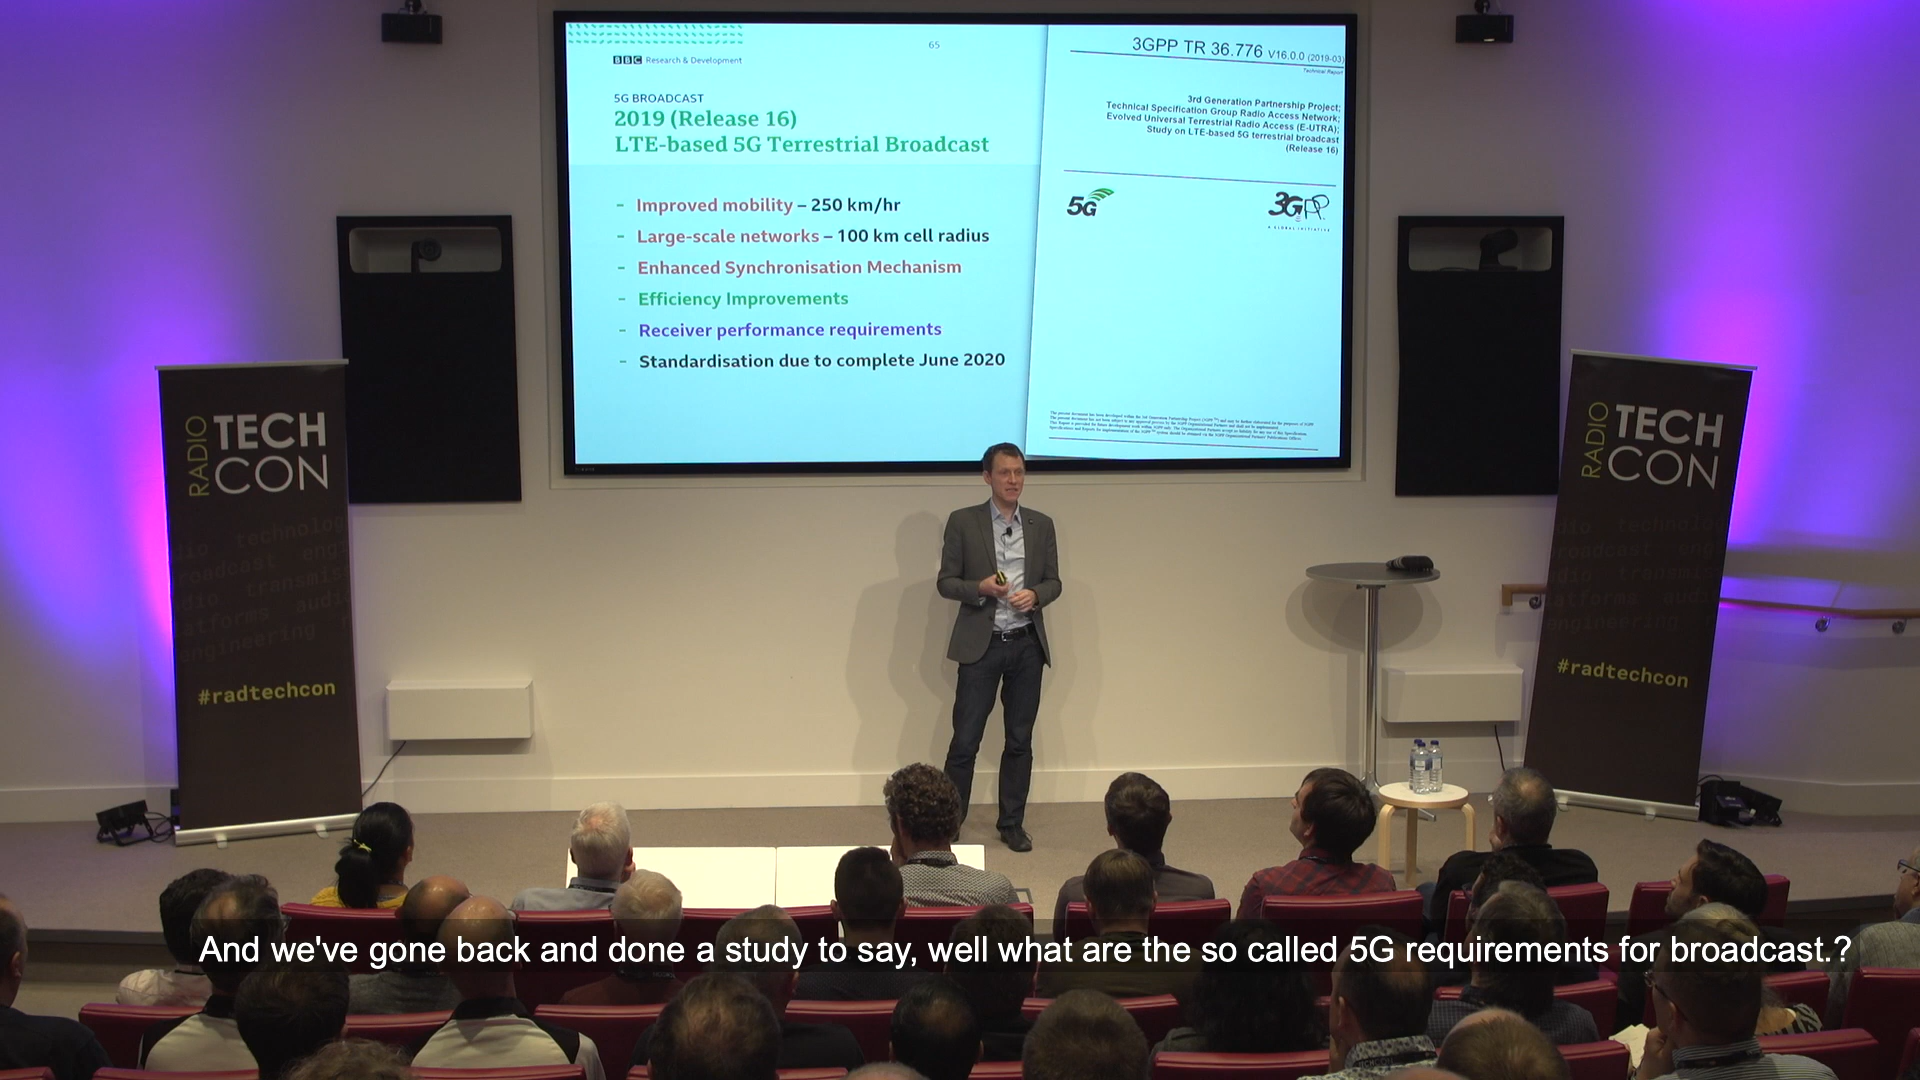 65
BBC Research & Development
5G BROADCAST
2019 (Release 16)
LTE-based 5G Terrestrial Broadcast
- Improved mobility – 250 km/hr
- Large-scale networks – 100 km cell radius
- Enhanced Synchronisation Mechanism
- Efficiency Improvements
- Receiver performance requirements
- Standardisation due to complete June 2020
3GPP TR 36.776 V16.0.0 (2019-03)
Technical Report
3rd Generation Partnership Project;
Technical Specification Group Radio Access Network;
Evolved Universal Terrestrial Radio Access (E-UTRA);
Study on LTE-based 5G terrestrial broadcast
(Release 16)
5G
3GPP
A GLOBAL INITIATIVE
RADIO
TECH
CON
#radtechcon
RADIO
TECH
CON
#radtechcon
And we've gone back and done a study to say, well what are the so called 5G requirements for broadcast.?